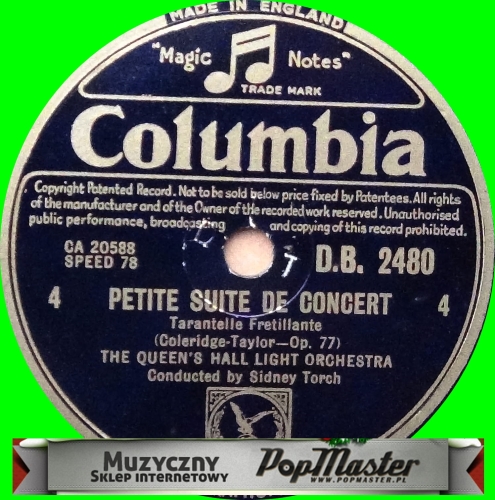 MADE IN ENGLAND
"Magic Notes"
TRADE MARK
Columbia
Copyright Patented Record. Not to be sold below price fixed by Patentees. All rights
of the manufacturer and of the Owner of the recorded work reserved. Unauthorised
public performance, broadcasting and copying of this record prohibited.
CA 20588
SPEED 78
D.B. 2480
4 PETITE SUITE DE CONCERT 4
Tarantelle Fretillante
(Coleridge-Taylor—Op. 77)
THE QUEEN'S HALL LIGHT ORCHESTRA
Conducted by Sidney Torch
MUZYCZNY
SKLEP INTERNETOWY
PopMaster
WWW.POPMASTER.PL